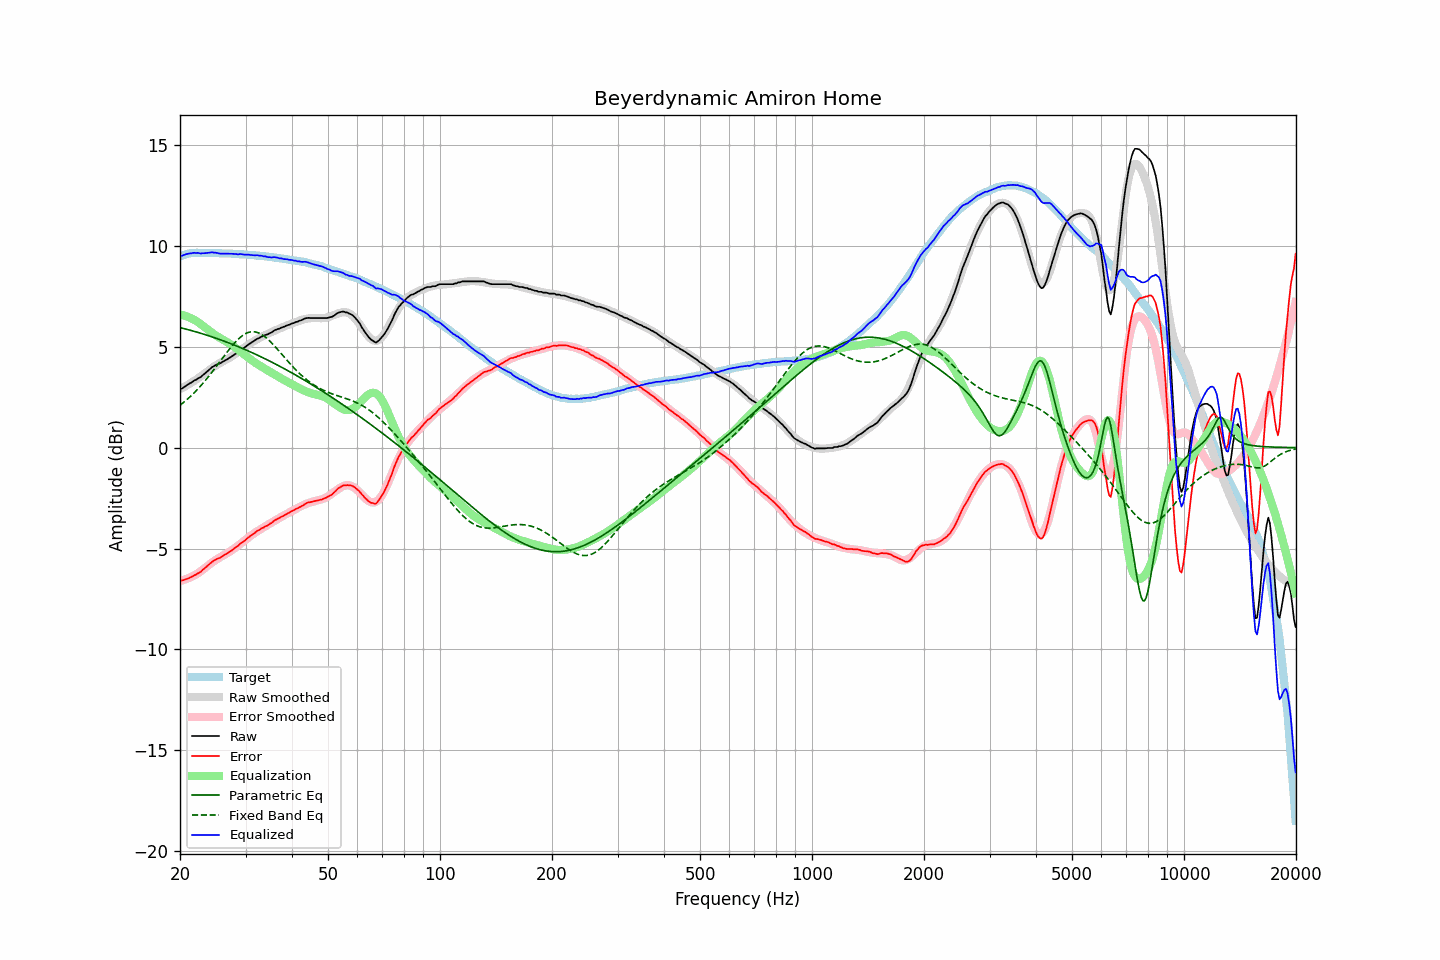 Beyerdynamic Amiron Home
Amplitude (dBr)
15
10
5
0
−5
−10
−15
−20
Target
Raw Smoothed
Error Smoothed
Raw
Error
Equalization
Parametric Eq
Fixed Band Eq
Equalized
20 50 100 200 500 1000 2000 5000 10000 20000
Frequency (Hz)